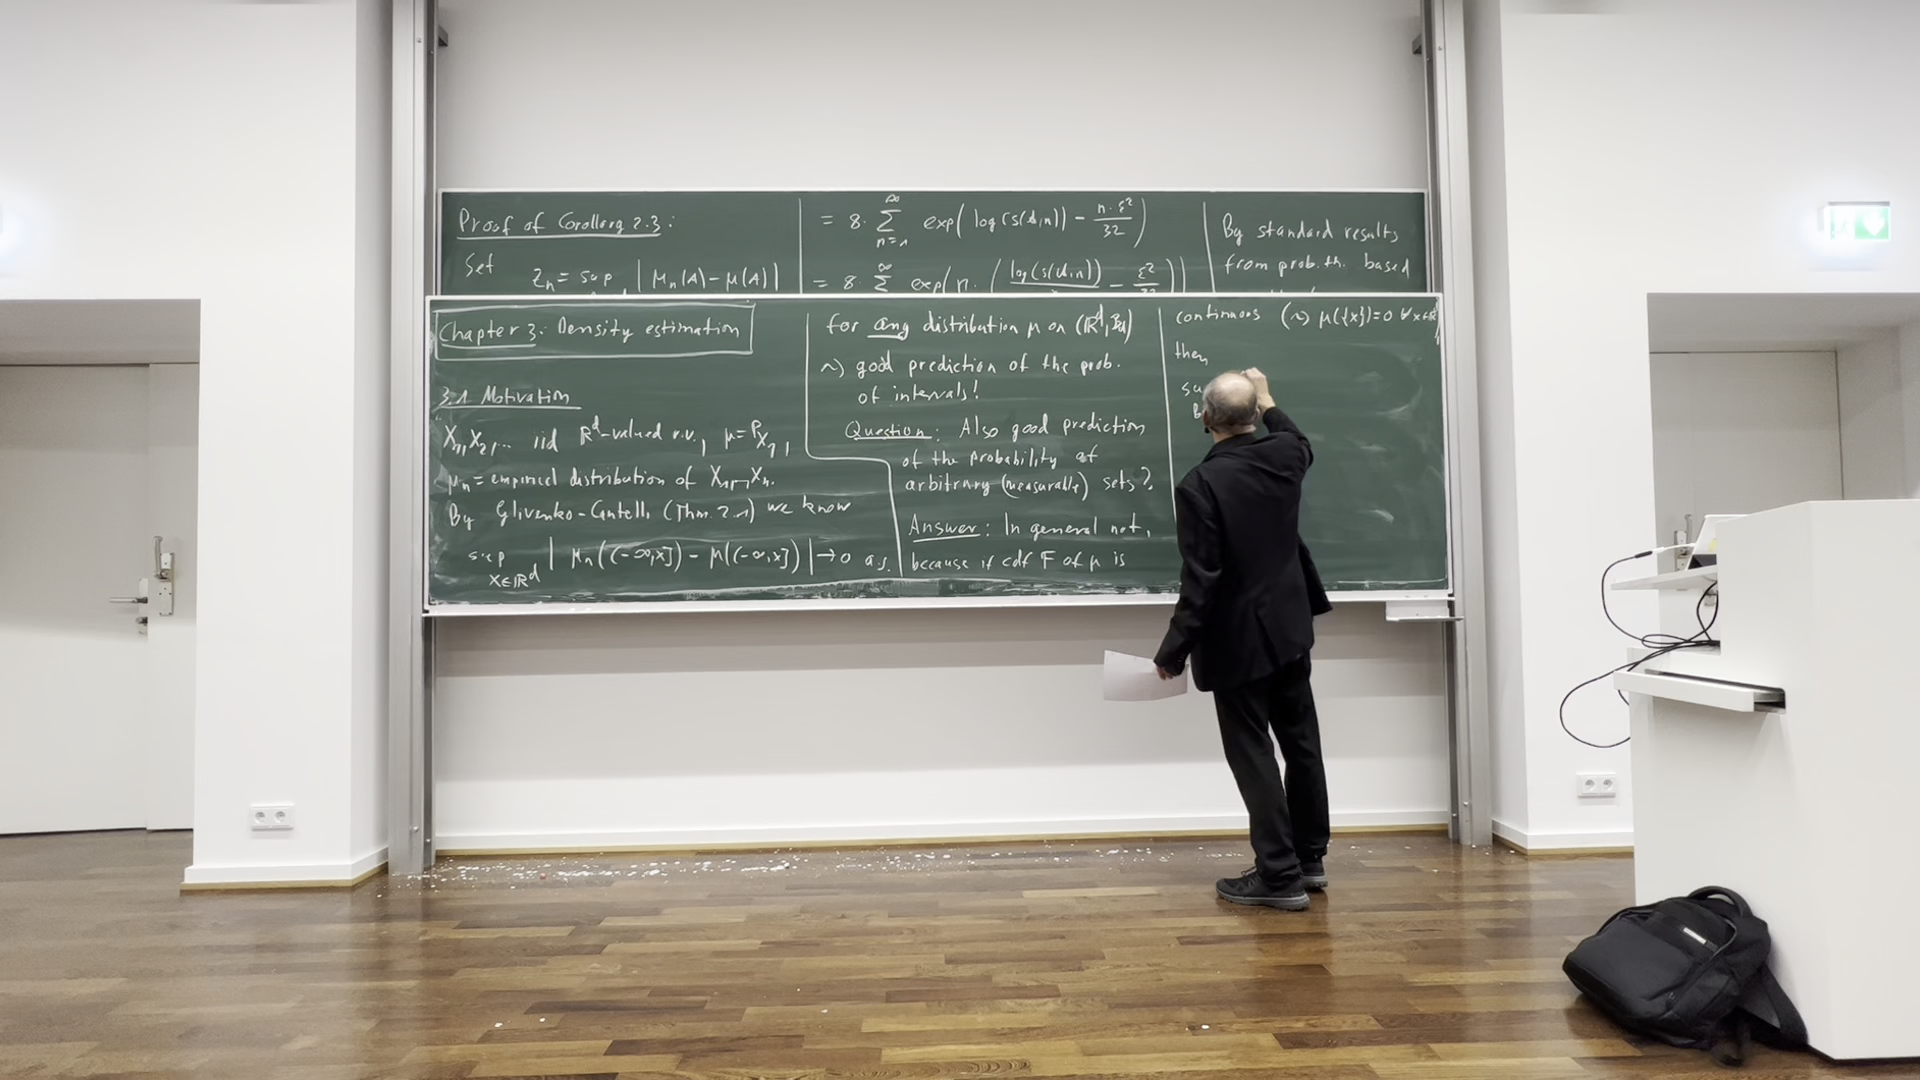 Proof of Corollary 2.3:
Set
Z_n = sup | μ_n(A) - μ(A) |
= 8 · ∑_{n=1}^∞ exp( log(s(d,n)) - n·ε²/32 )
= 8 · ∑^∞ exp( n · ( log(s(d,n)) - ε²/32 ))
By standard results
from prob. th. based
Chapter 3: Density estimation
3.1 Motivation
X_1, X_2, ... iid ℝ^d-valued r.v., μ = P_{X_1},
μ_n = empirical distribution of X_1, ..., X_n.
By Glivenko-Cantelli (Thm. 2.1) we know
sup_{x∈ℝ^d} | μ_n((-∞,x]) - μ((-∞,x]) | → 0 a.s.
for any distribution μ on (ℝ^d, B_d)
⤳ good prediction of the prob.
of intervals!
Question: Also good prediction
of the probability of
arbitrary (measurable) sets?
Answer: In general not,
because if cdf F of μ is
continuous (⤳ μ({x})=0 ∀x∈ℝ^d)
then
su
B